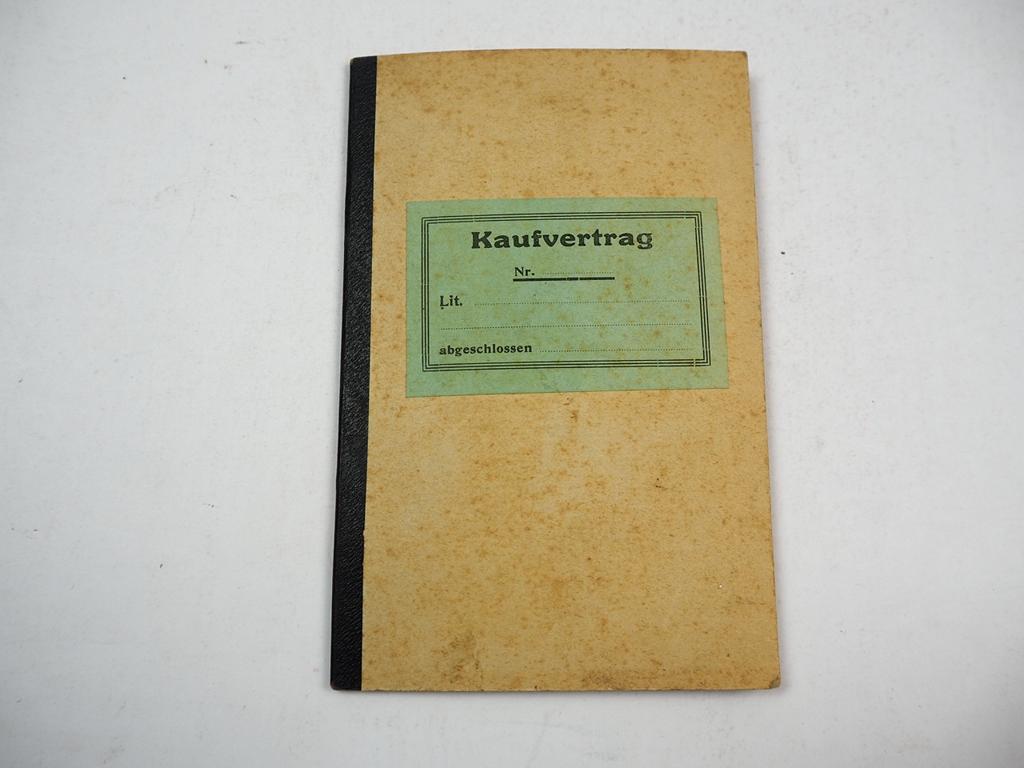 Kaufvertrag
Nr.
Lit.
abgeschlossen